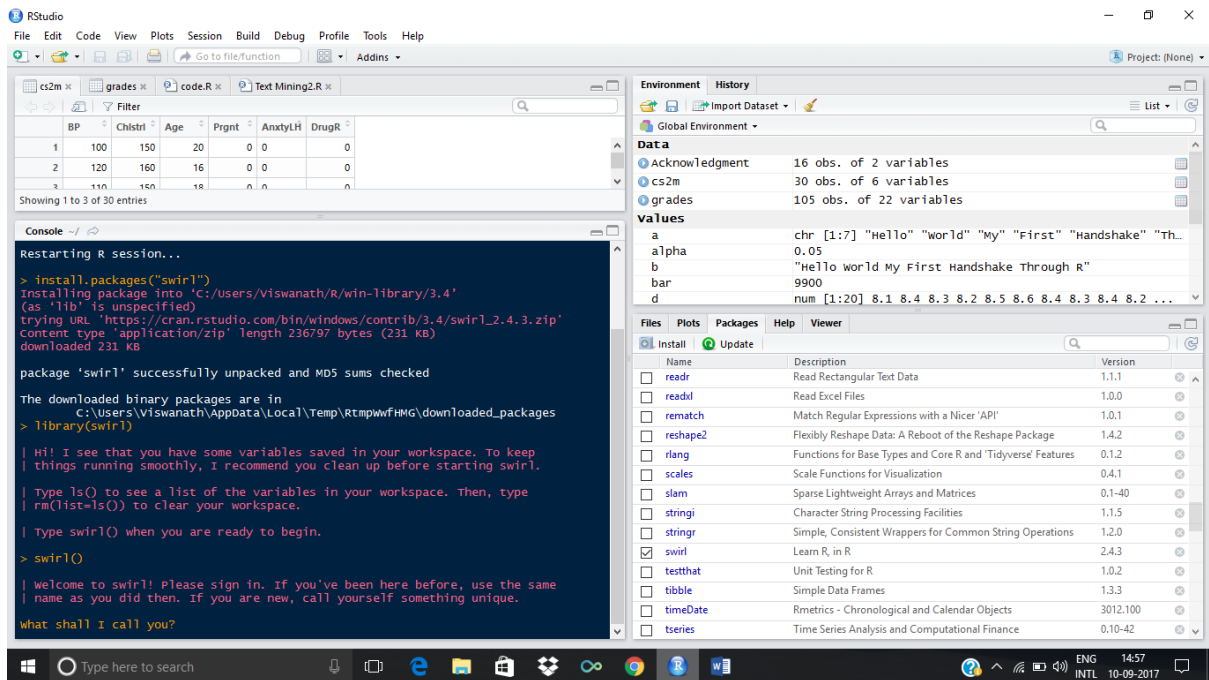 RStudio
File Edit Code View Plots Session Build Debug Profile Tools Help
Go to file/function Addins Project: (None)
cs2m grades code.R Text Mining2.R
Filter
BP Chlstrl Age Prgnt AnxtyLH DrugR
1 100 150 20 0 0 0
2 120 160 16 0 0 0
3 110 150 18 0 0 0
Showing 1 to 3 of 30 entries
Console ~/
Restarting R session...
> install.packages("swirl")
Installing package into ‘C:/Users/Viswanath/R/win-library/3.4’
(as ‘lib’ is unspecified)
trying URL 'https://cran.rstudio.com/bin/windows/contrib/3.4/swirl_2.4.3.zip'
Content type 'application/zip' length 236797 bytes (231 KB)
downloaded 231 KB
package ‘swirl’ successfully unpacked and MD5 sums checked
The downloaded binary packages are in
C:\Users\Viswanath\AppData\Local\Temp\RtmpWwfHMG\downloaded_packages
> library(swirl)
| Hi! I see that you have some variables saved in your workspace. To keep
| things running smoothly, I recommend you clean up before starting swirl.
| Type ls() to see a list of the variables in your workspace. Then, type
| rm(list=ls()) to clear your workspace.
| Type swirl() when you are ready to begin.
> swirl()
| Welcome to swirl! Please sign in. If you've been here before, use the same
| name as you did then. If you are new, call yourself something unique.
What shall I call you?
Environment History
Import Dataset List
Global Environment
Data
Acknowledgment 16 obs. of 2 variables
cs2m 30 obs. of 6 variables
grades 105 obs. of 22 variables
Values
a chr [1:7] "Hello" "World" "My" "First" "Handshake" "Th…
alpha 0.05
b "Hello World My First Handshake Through R"
bar 9900
d num [1:20] 8.1 8.4 8.3 8.2 8.5 8.6 8.4 8.3 8.4 8.2 ...
Files Plots Packages Help Viewer
Install Update
Name Description Version
readr Read Rectangular Text Data 1.1.1
readxl Read Excel Files 1.0.0
rematch Match Regular Expressions with a Nicer 'API' 1.0.1
reshape2 Flexibly Reshape Data: A Reboot of the Reshape Package 1.4.2
rlang Functions for Base Types and Core R and 'Tidyverse' Features 0.1.2
scales Scale Functions for Visualization 0.4.1
slam Sparse Lightweight Arrays and Matrices 0.1-40
stringi Character String Processing Facilities 1.1.5
stringr Simple, Consistent Wrappers for Common String Operations 1.2.0
swirl Learn R, in R 2.4.3
testthat Unit Testing for R 1.0.2
tibble Simple Data Frames 1.3.3
timeDate Rmetrics - Chronological and Calendar Objects 3012.100
tseries Time Series Analysis and Computational Finance 0.10-42
Type here to search
ENG 14:57
INTL 10-09-2017